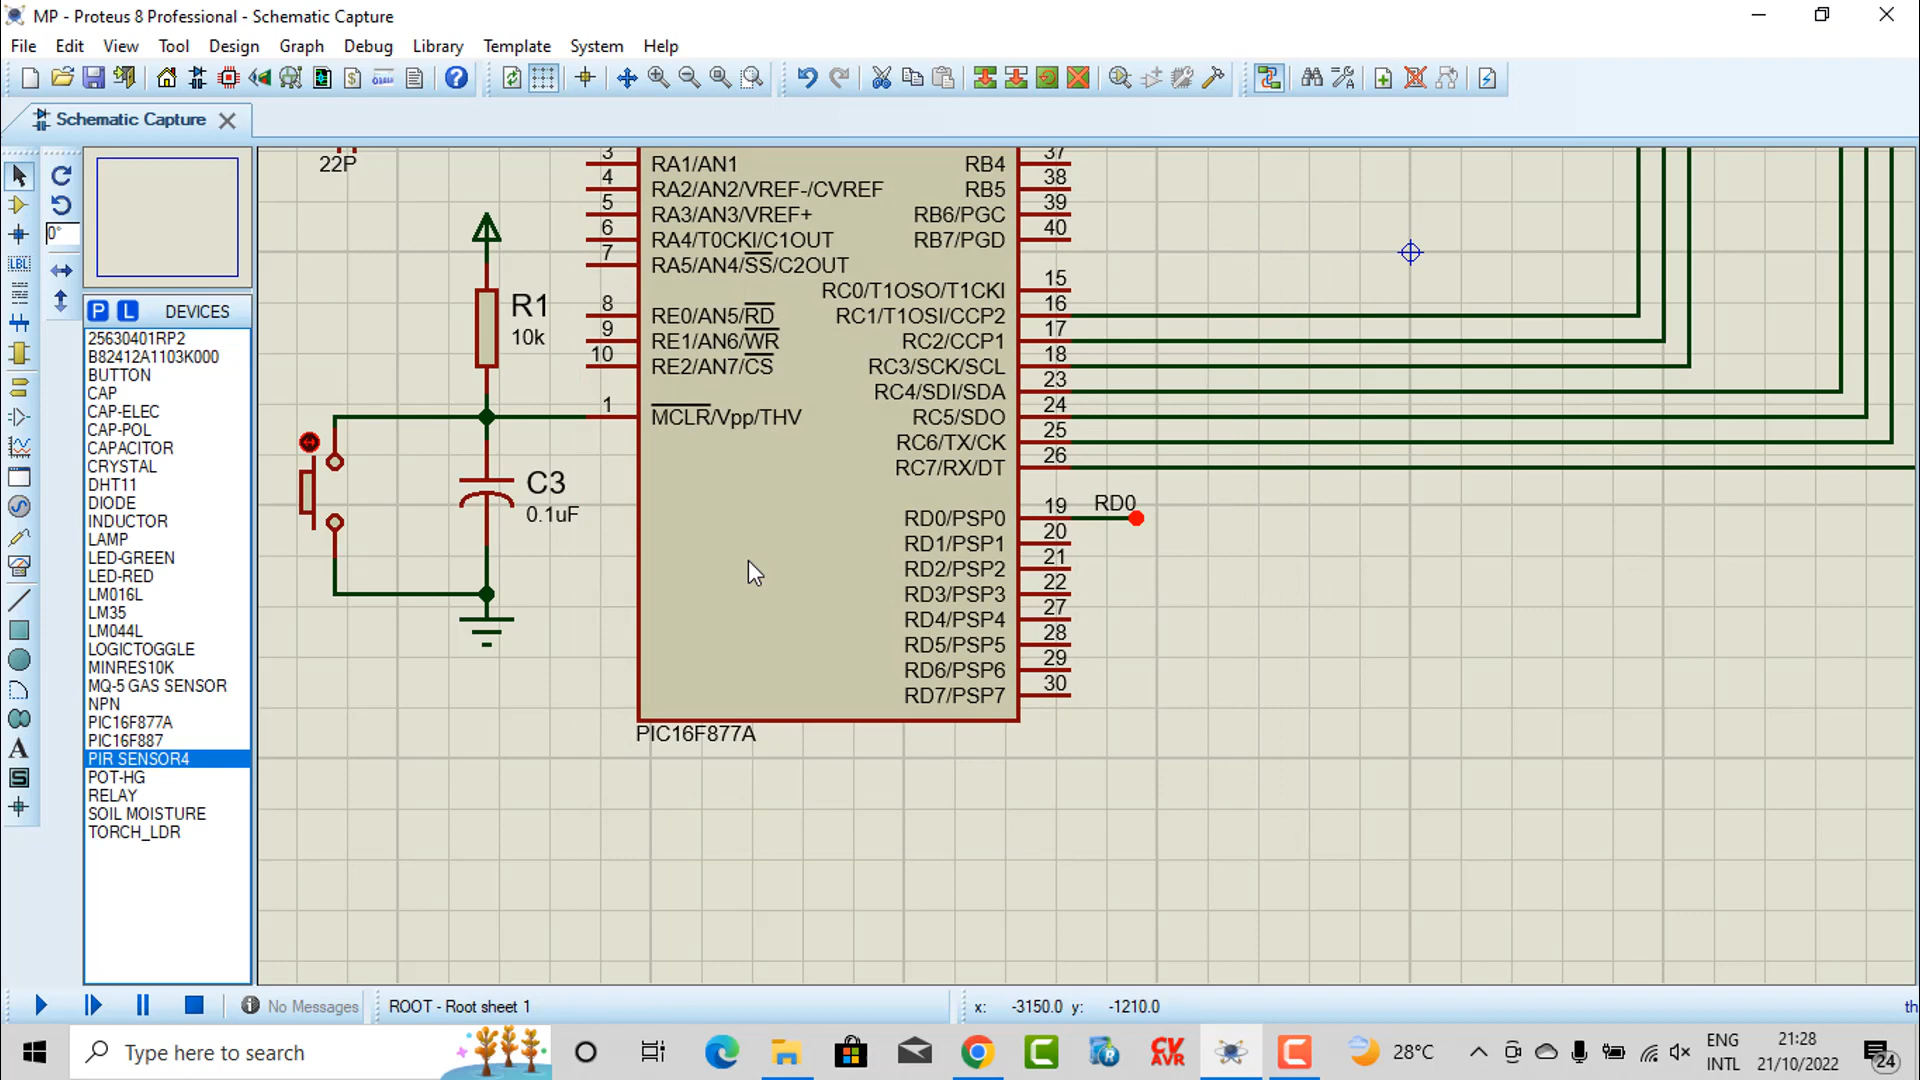 MP - Proteus 8 Professional - Schematic Capture
File Edit View Tool Design Graph Debug Library Template System Help
Schematic Capture
0°
LBL
P L DEVICES
25630401RP2
B82412A1103K000
BUTTON
CAP
CAP-ELEC
CAP-POL
CAPACITOR
CRYSTAL
DHT11
DIODE
INDUCTOR
LAMP
LED-GREEN
LED-RED
LM016L
LM35
LM044L
LOGICTOGGLE
MINRES10K
MQ-5 GAS SENSOR
NPN
PIC16F877A
PIC16F887
PIR SENSOR4
POT-HG
RELAY
SOIL MOISTURE
TORCH_LDR
22P
R1
10k
C3
0.1uF
3 RA1/AN1
4 RA2/AN2/VREF-/CVREF
5 RA3/AN3/VREF+
6 RA4/T0CKI/C1OUT
7 RA5/AN4/SS/C2OUT
8 RE0/AN5/RD
9 RE1/AN6/WR
10 RE2/AN7/CS
1 MCLR/Vpp/THV
RB4 37
RB5 38
RB6/PGC 39
RB7/PGD 40
RC0/T1OSO/T1CKI 15
RC1/T1OSI/CCP2 16
RC2/CCP1 17
RC3/SCK/SCL 18
RC4/SDI/SDA 23
RC5/SDO 24
RC6/TX/CK 25
RC7/RX/DT 26
RD0/PSP0 19 RD0
RD1/PSP1 20
RD2/PSP2 21
RD3/PSP3 22
RD4/PSP4 27
RD5/PSP5 28
RD6/PSP6 29
RD7/PSP7 30
PIC16F877A
No Messages
ROOT - Root sheet 1
x: -3150.0 y: -1210.0
th
Type here to search
CV
AVR
28°C
ENG
INTL
21:28
21/10/2022
24